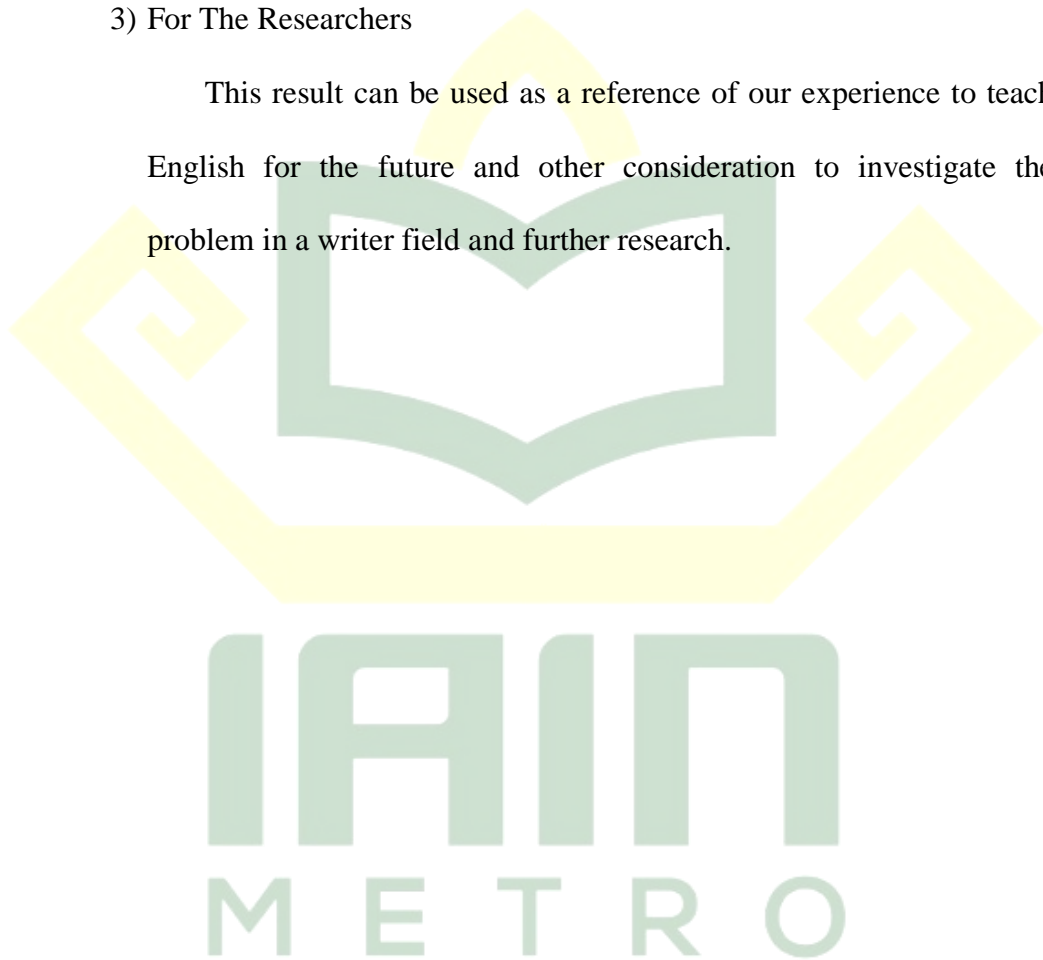 3) For The Researchers
This result can be used as a reference of our experience to teach
English for the future and other consideration to investigate the
problem in a writer field and further research.
IAIN
METRO